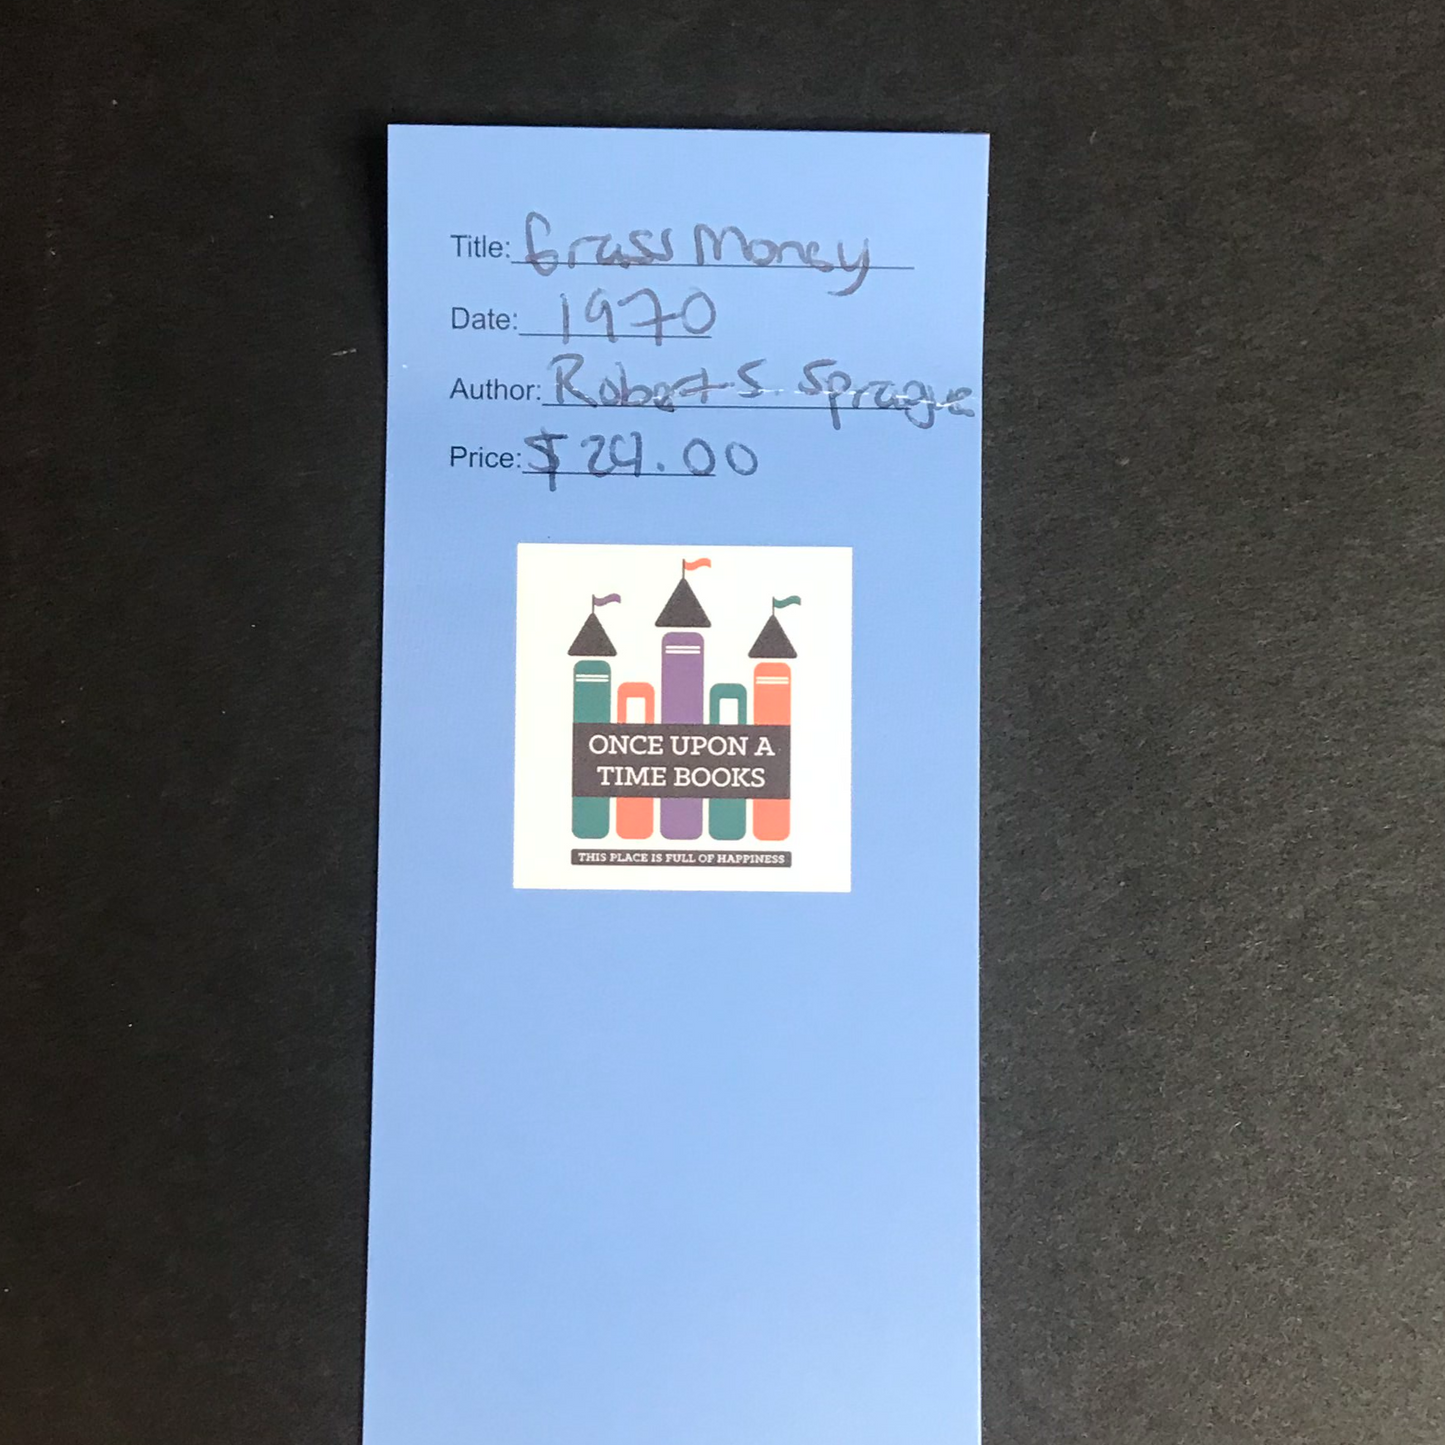 Title: Grass Money
Date: 1970
Author: Robert S. Sprague
Price: $24.00
ONCE UPON A
TIME BOOKS
THIS PLACE IS FULL OF HAPPINESS